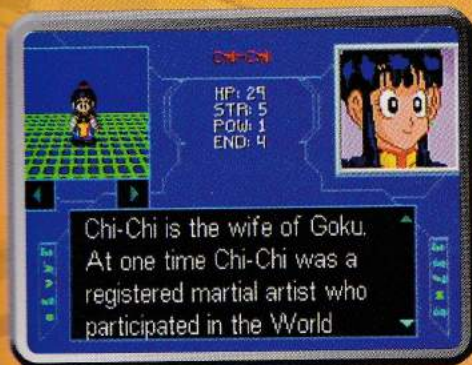 CHI-CHI
HP: 29
STR: 5
POW: 1
END: 4
Chi-Chi is the wife of Goku.
At one time Chi-Chi was a
registered martial artist who
participated in the World